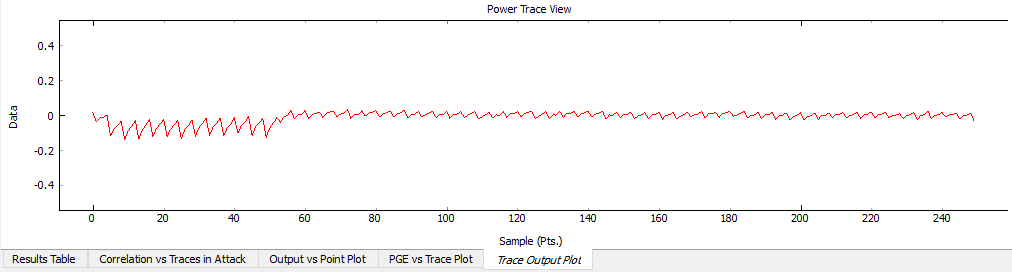 Power Trace View
0.4
0.2
0
-0.2
-0.4
Data
0 20 40 60 80 100 120 140 160 180 200 220 240
Sample (Pts.)
Results Table Correlation vs Traces in Attack Output vs Point Plot PGE vs Trace Plot Trace Output Plot